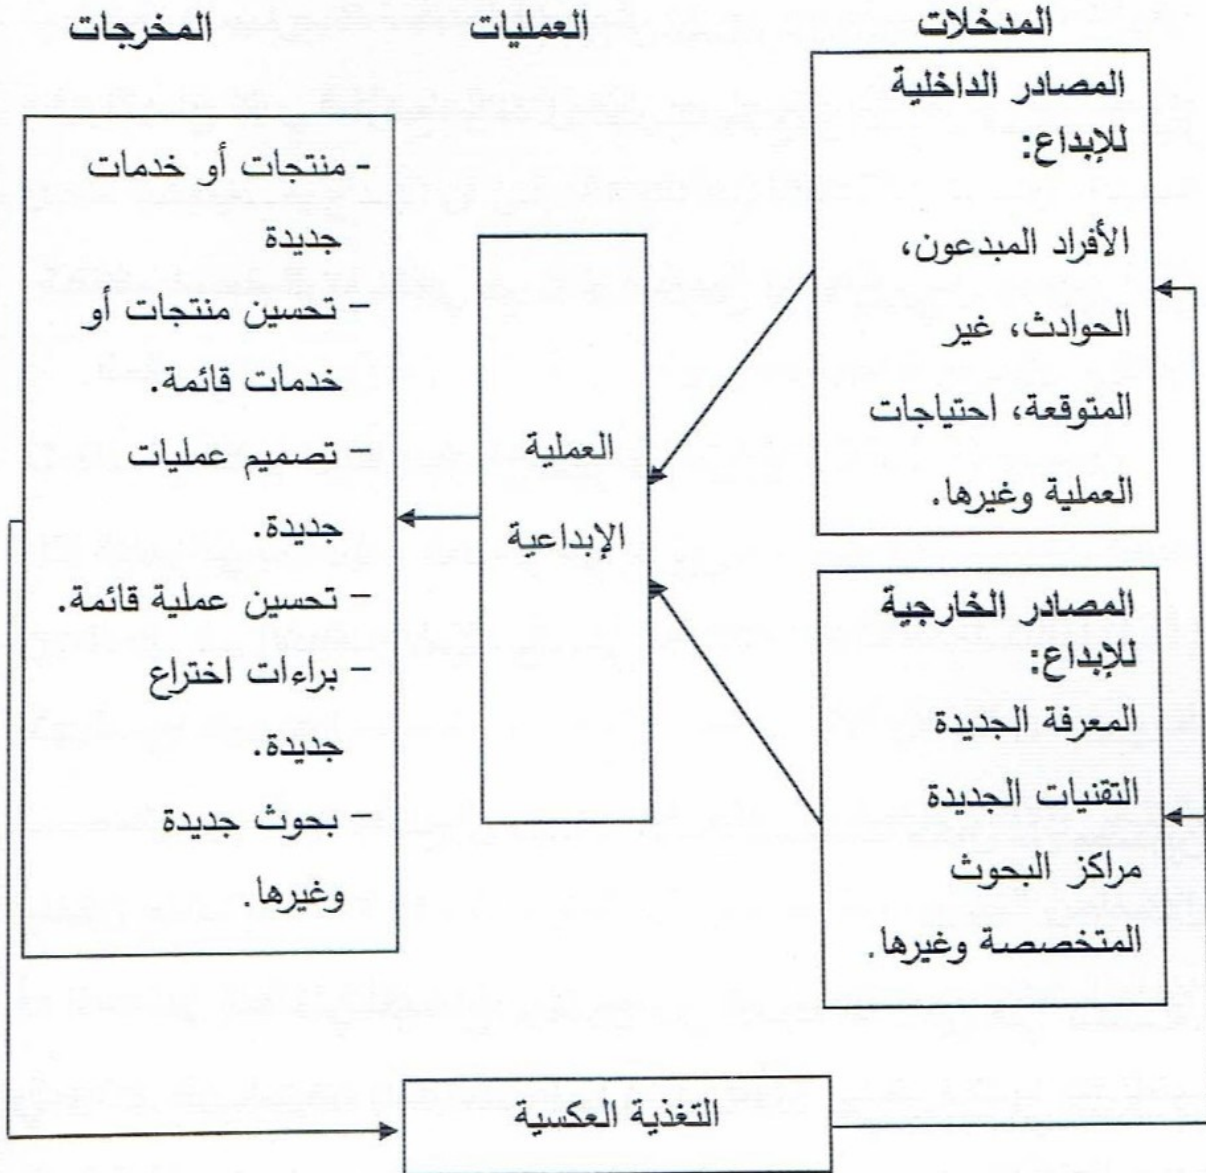 المدخلات
العمليات
المخرجات
المصادر الداخلية
للإبداع:
الأفراد المبدعون،
الحوادث، غير
المتوقعة، احتياجات
العملية وغيرها.
المصادر الخارجية
للإبداع:
المعرفة الجديدة
التقنيات الجديدة
مراكز البحوث
المتخصصة وغيرها.
العملية
الإبداعية
- منتجات أو خدمات
جديدة
- تحسين منتجات أو
خدمات قائمة.
- تصميم عمليات
جديدة.
- تحسين عملية قائمة.
- براءات اختراع
جديدة.
- بحوث جديدة
وغيرها.
التغذية العكسية